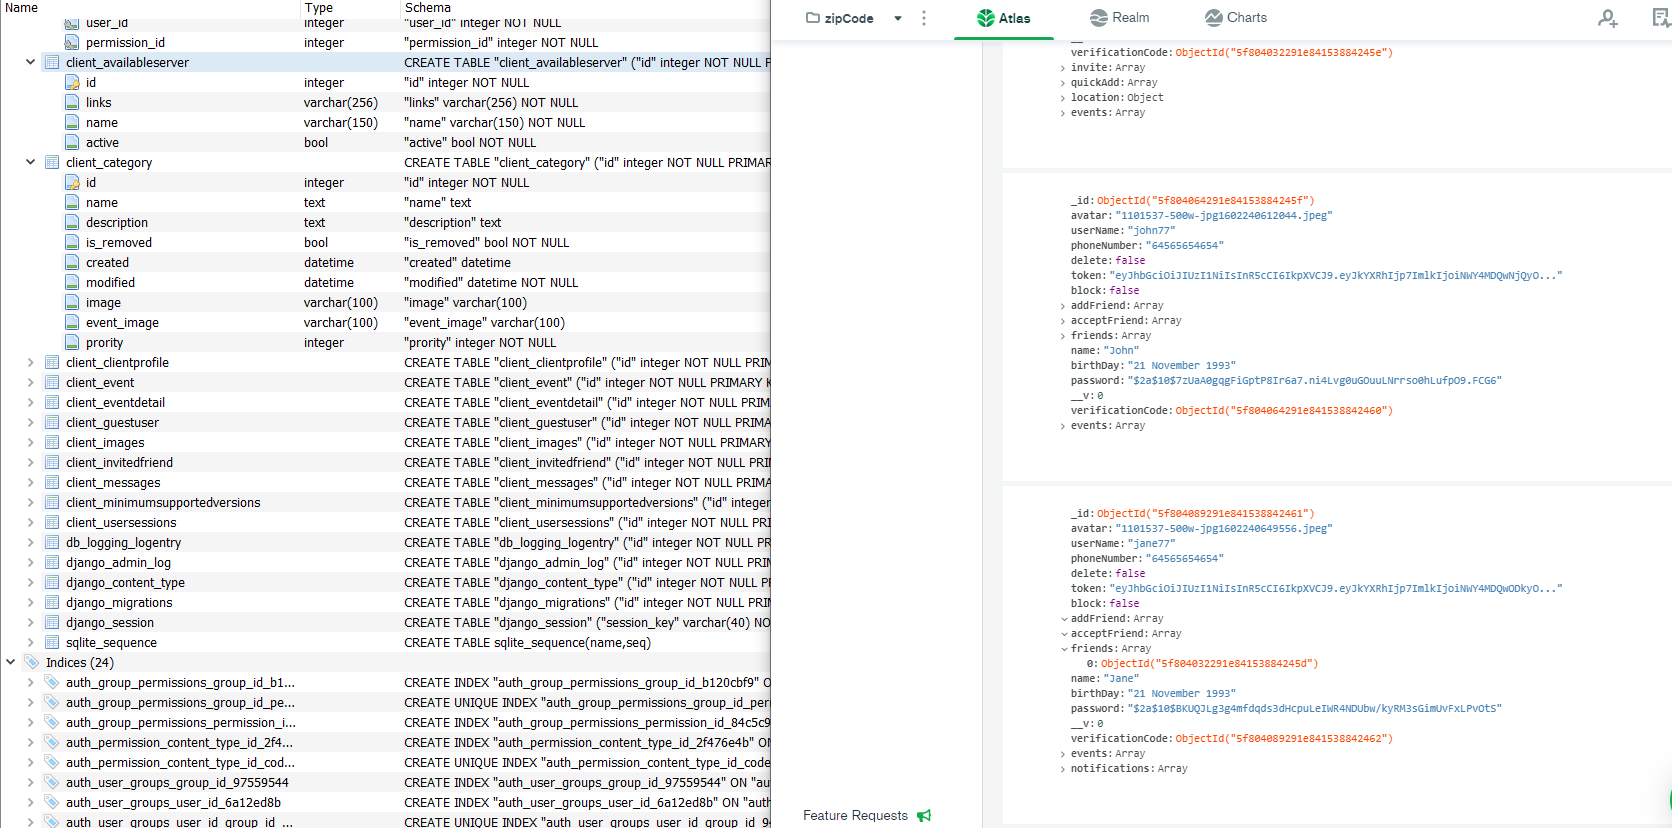 Name Type Schema
user_id integer "user_id" integer NOT NULL
permission_id integer "permission_id" integer NOT NULL
client_availableserver CREATE TABLE "client_availableserver" ("id" integer NOT NULL P
id integer "id" integer NOT NULL
links varchar(256) "links" varchar(256) NOT NULL
name varchar(150) "name" varchar(150) NOT NULL
active bool "active" bool NOT NULL
client_category CREATE TABLE "client_category" ("id" integer NOT NULL PRIMAR
id integer "id" integer NOT NULL
name text "name" text
description text "description" text
is_removed bool "is_removed" bool NOT NULL
created datetime "created" datetime
modified datetime "modified" datetime NOT NULL
image varchar(100) "image" varchar(100)
event_image varchar(100) "event_image" varchar(100)
prority integer "prority" integer NOT NULL
client_clientprofile CREATE TABLE "client_clientprofile" ("id" integer NOT NULL PRIM
client_event CREATE TABLE "client_event" ("id" integer NOT NULL PRIMARY K
client_eventdetail CREATE TABLE "client_eventdetail" ("id" integer NOT NULL PRIMA
client_guestuser CREATE TABLE "client_guestuser" ("id" integer NOT NULL PRIMA
client_images CREATE TABLE "client_images" ("id" integer NOT NULL PRIMARY
client_invitedfriend CREATE TABLE "client_invitedfriend" ("id" integer NOT NULL PRI
client_messages CREATE TABLE "client_messages" ("id" integer NOT NULL PRIMA
client_minimumsupportedversions CREATE TABLE "client_minimumsupportedversions" ("id" integer
client_usersessions CREATE TABLE "client_usersessions" ("id" integer NOT NULL PRIM
db_logging_logentry CREATE TABLE "db_logging_logentry" ("id" integer NOT NULL PR
django_admin_log CREATE TABLE "django_admin_log" ("id" integer NOT NULL PRIM
django_content_type CREATE TABLE "django_content_type" ("id" integer NOT NULL P
django_migrations CREATE TABLE "django_migrations" ("id" integer NOT NULL PRI
django_session CREATE TABLE "django_session" ("session_key" varchar(40) NO
sqlite_sequence CREATE TABLE sqlite_sequence(name,seq)
Indices (24)
auth_group_permissions_group_id_b1... CREATE INDEX "auth_group_permissions_group_id_b120cbf9" O
auth_group_permissions_group_id_pe... CREATE UNIQUE INDEX "auth_group_permissions_group_id_perr
auth_group_permissions_permission_i... CREATE INDEX "auth_group_permissions_permission_id_84c5c9
auth_permission_content_type_id_2f4... CREATE INDEX "auth_permission_content_type_id_2f476e4b" ON
auth_permission_content_type_id_cod... CREATE UNIQUE INDEX "auth_permission_content_type_id_code
auth_user_groups_group_id_97559544 CREATE INDEX "auth_user_groups_group_id_97559544" ON "au
auth_user_groups_user_id_6a12ed8b CREATE INDEX "auth_user_groups_user_id_6a12ed8b" ON "auth
auth_user_groups_user_id_group_id_... CREATE UNIQUE INDEX "auth_user_groups_user_id_group_id_9
zipCode Atlas Realm Charts
verificationCode: ObjectId("5f804032291e84153884245e")
invite: Array
quickAdd: Array
location: Object
events: Array
_id: ObjectId("5f804064291e84153884245f")
avatar: "1101537-500w-jpg1602240612044.jpeg"
userName: "john77"
phoneNumber: "64565654654"
delete: false
token: "eyJhbGciOiJIUzI1NiIsInR5cCI6IkpXVCJ9.eyJkYXRhIjp7ImlkIjoiNWY4MDQwNjQyO..."
block: false
addFriend: Array
acceptFriend: Array
friends: Array
name: "John"
birthDay: "21 November 1993"
password: "$2a$10$7zUaA0gqgFiGptP8Ir6a7.ni4Lvg0uGOuuLNrrso0hLufpO9.FCG6"
__v: 0
verificationCode: ObjectId("5f804064291e841538842460")
events: Array
_id: ObjectId("5f804089291e841538842461")
avatar: "1101537-500w-jpg1602240649556.jpeg"
userName: "jane77"
phoneNumber: "64565654654"
delete: false
token: "eyJhbGciOiJIUzI1NiIsInR5cCI6IkpXVCJ9.eyJkYXRhIjp7ImlkIjoiNWY4MDQwODkyO..."
block: false
addFriend: Array
acceptFriend: Array
friends: Array
0: ObjectId("5f804032291e84153884245d")
name: "Jane"
birthDay: "21 November 1993"
password: "$2a$10$BKUQJLg3g4mfdqds3dHcpuLeIWR4NDUbw/kyRM3sGimUvFxLPvOtS"
__v: 0
verificationCode: ObjectId("5f804089291e841538842462")
events: Array
notifications: Array
Feature Requests